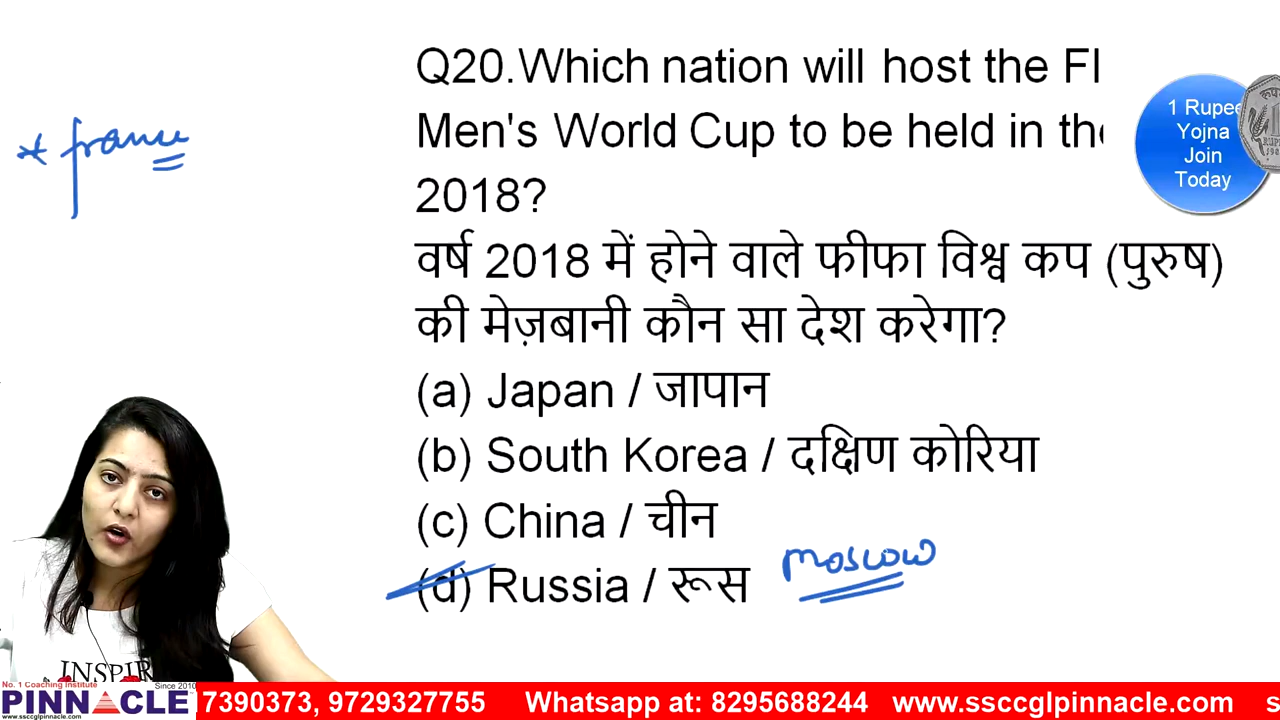 Q20.Which nation will host the FI
Men's World Cup to be held in the
2018?
वर्ष 2018 में होने वाले फीफा विश्व कप (पुरुष)
की मेज़बानी कौन सा देश करेगा?
(a) Japan / जापान
(b) South Korea / दक्षिण कोरिया
(c) China / चीन
(d) Russia / रूस
moscow
* france
1 Rupee
Yojna
Join
Today
INSPIR
No. 1 Coaching Institute
Since 2010
PINNACLE
www.ssccglpinnacle.com
7390373, 9729327755 Whatsapp at: 8295688244 www.ssccglpinnacle.com s